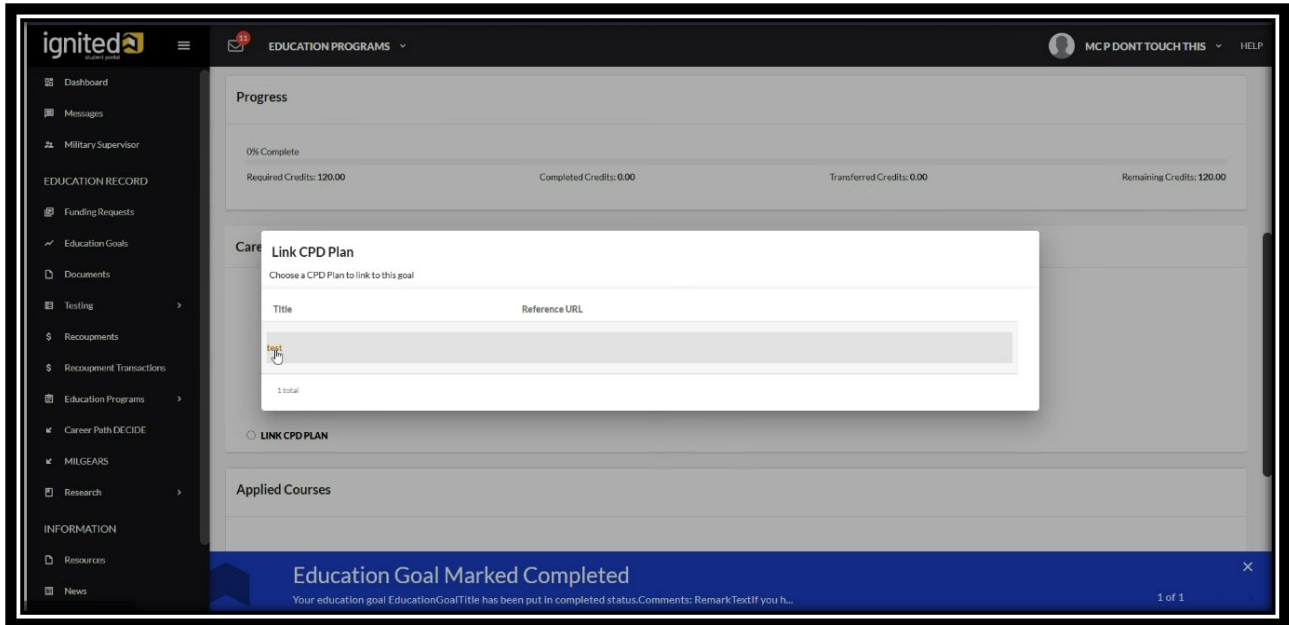 ignited
student portal
11
EDUCATION PROGRAMS
MC P DONT TOUCH THIS
HELP
Dashboard
Messages
Military Supervisor
EDUCATION RECORD
Funding Requests
Education Goals
Documents
Testing
$ Recoupments
$ Recoupment Transactions
Education Programs
Career Path DECIDE
MILGEARS
Research
INFORMATION
Resources
News
Progress
0% Complete
Required Credits: 120.00
Completed Credits: 0.00
Transferred Credits: 0.00
Remaining Credits: 120.00
Care
Link CPD Plan
Choose a CPD Plan to link to this goal
Title
Reference URL
test
1 total
LINK CPD PLAN
Applied Courses
Education Goal Marked Completed
Your education goal EducationGoalTitle has been put in completed status.Comments: RemarkTextIf you h...
1 of 1